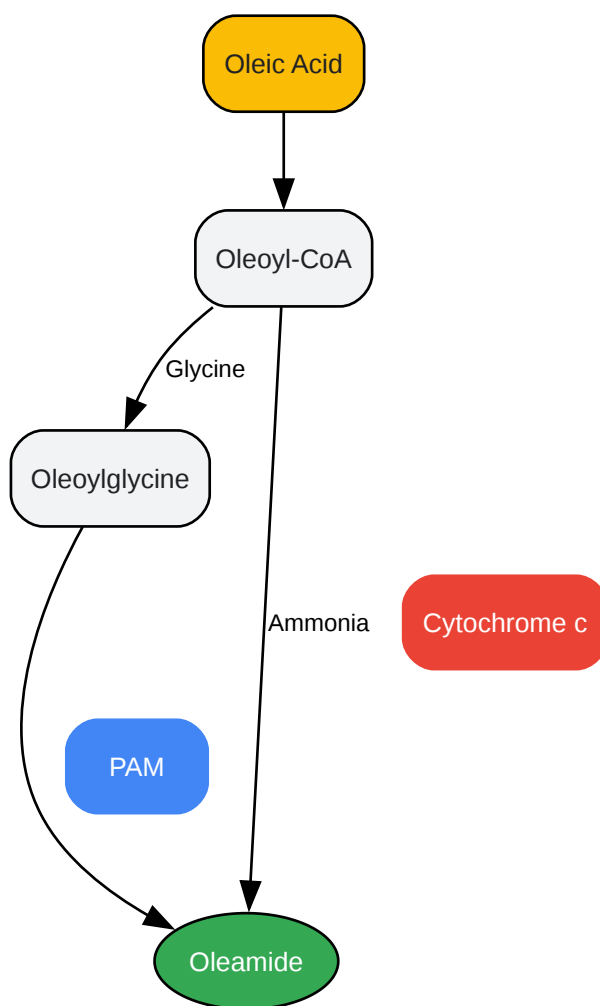 Oleic Acid
Oleoyl-CoA
Glycine
Oleoylglycine
Ammonia
Cytochrome c
PAM
Oleamide